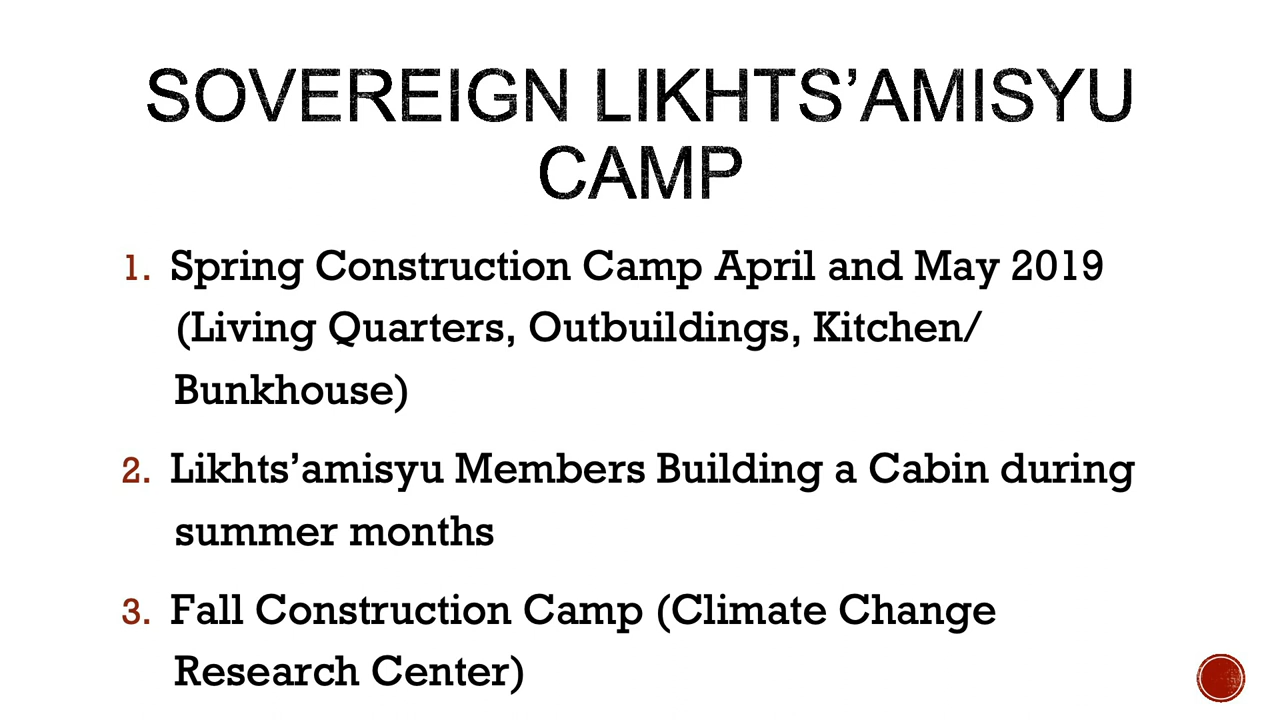 SOVEREIGN LIKHTS’AMISYU
CAMP
1. Spring Construction Camp April and May 2019
(Living Quarters, Outbuildings, Kitchen/
Bunkhouse)
2. Likhts’amisyu Members Building a Cabin during
summer months
3. Fall Construction Camp (Climate Change
Research Center)